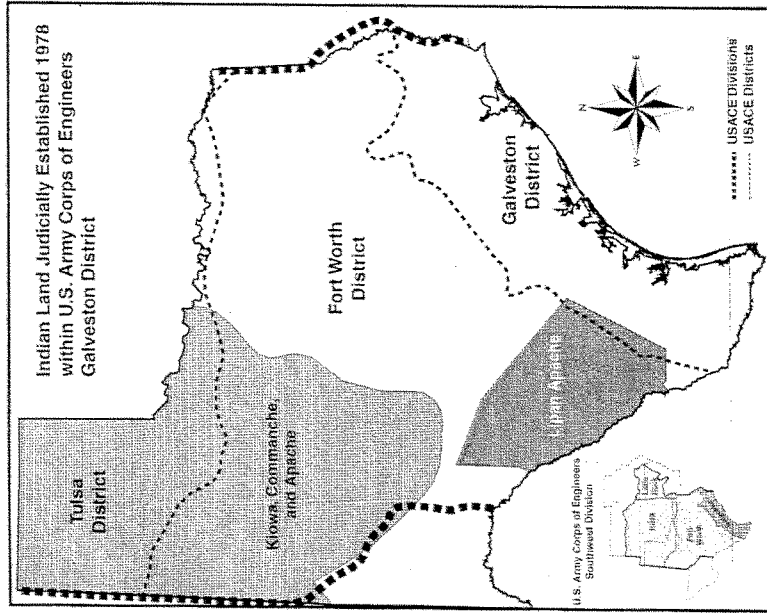 Indian Land Judicially Established 1978
within U.S. Army Corps of Engineers
Galveston District
Tulsa
District
Kiowa, Commanche,
and Apache
Fort Worth
District
Galveston
District
Lipan Apache
N
E
S
W
USACE Divisions
USACE Districts
U.S. Army Corps of Engineers
Southwest Division
Tulsa